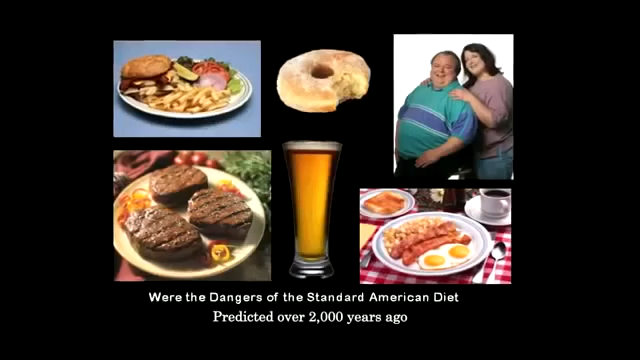 Were the Dangers of the Standard American Diet
Predicted over 2,000 years ago